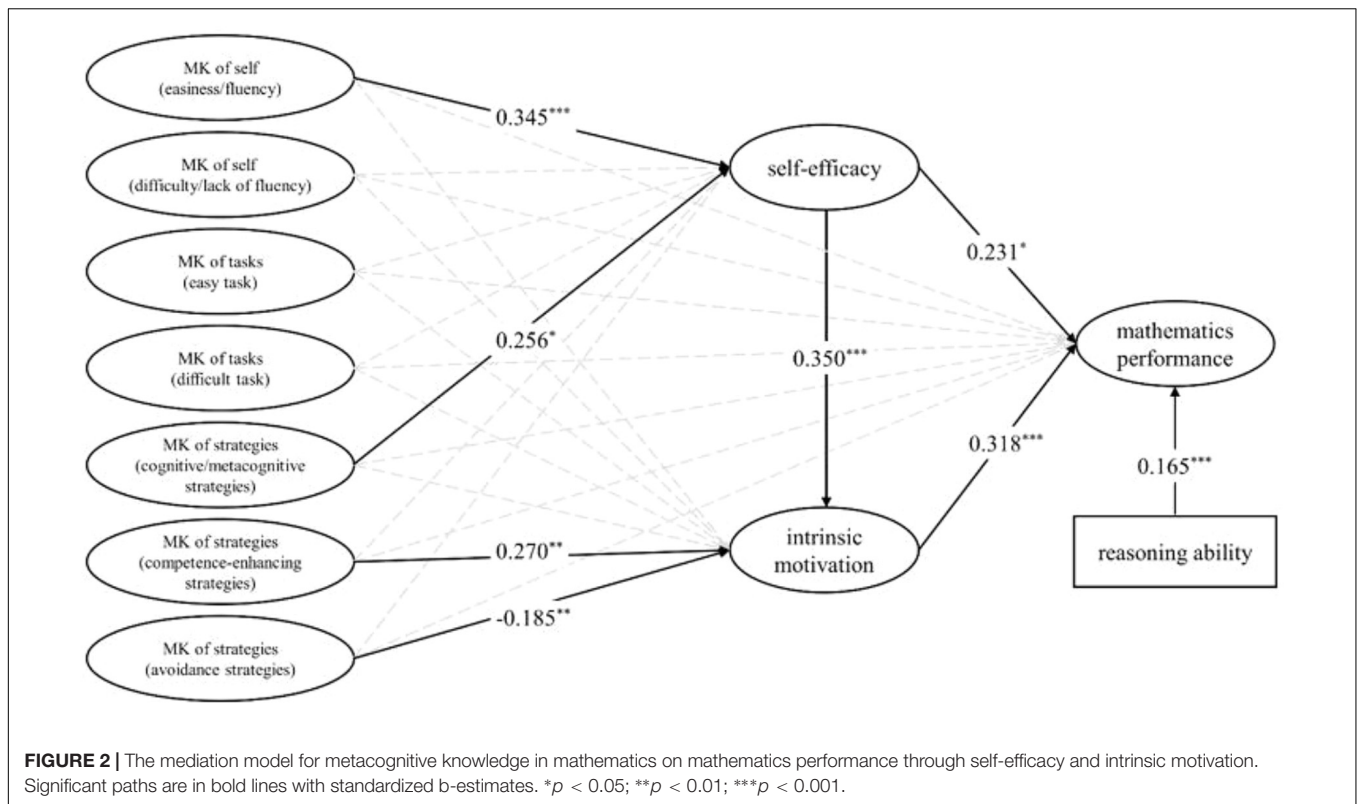 MK of self
(easiness/fluency)
MK of self
(difficulty/lack of fluency)
MK of tasks
(easy task)
MK of tasks
(difficult task)
MK of strategies
(cognitive/metacognitive
strategies)
MK of strategies
(competence-enhancing
strategies)
MK of strategies
(avoidance strategies)
0.345***
0.256*
0.270**
-0.185**
self-efficacy
0.350***
intrinsic
motivation
0.231*
0.318***
mathematics
performance
0.165***
reasoning ability
FIGURE 2 | The mediation model for metacognitive knowledge in mathematics on mathematics performance through self-efficacy and intrinsic motivation.
Significant paths are in bold lines with standardized b-estimates. *p < 0.05; **p < 0.01; ***p < 0.001.